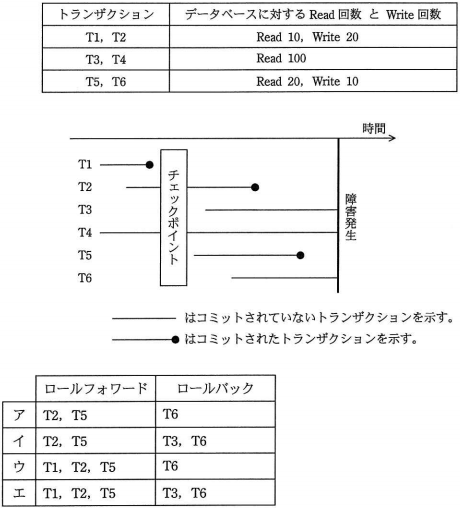 トランザクション データベースに対する Read 回数 と Write 回数
T1，T2 Read 10，Write 20
T3，T4 Read 100
T5，T6 Read 20，Write 10
時間
T1
T2
T3
T4
T5
T6
チェックポイント
障害発生
はコミットされていないトランザクションを示す。
はコミットされたトランザクションを示す。
ロールフォワード ロールバック
ア T2，T5 T6
イ T2，T5 T3，T6
ウ T1，T2，T5 T6
エ T1，T2，T5 T3，T6